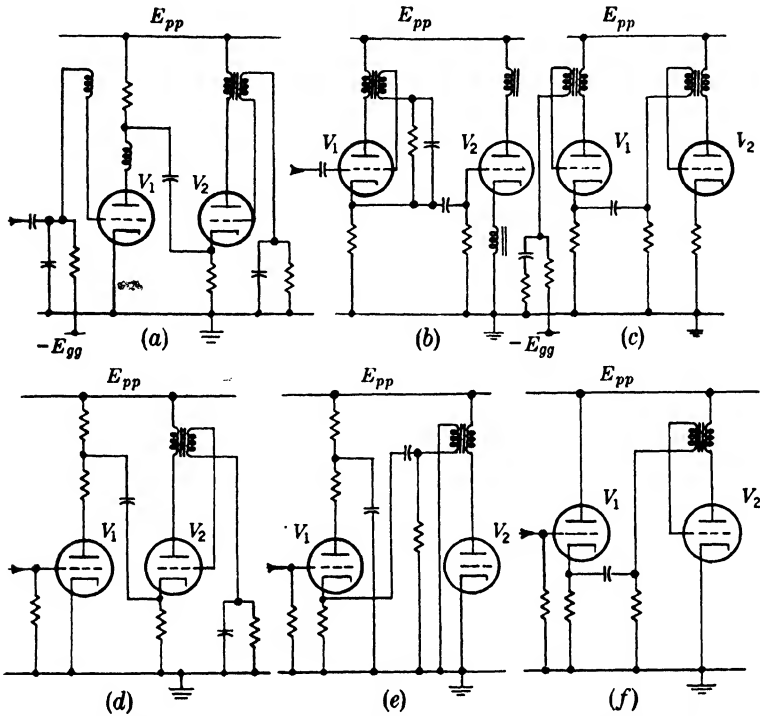 E_pp E_pp E_pp
V_1 V_2 V_1 V_2 V_1 V_2
-E_gg (a) (b) -E_gg (c)
E_pp E_pp E_pp
V_1 V_2 V_1 V_2 V_1 V_2
(d) (e) (f)